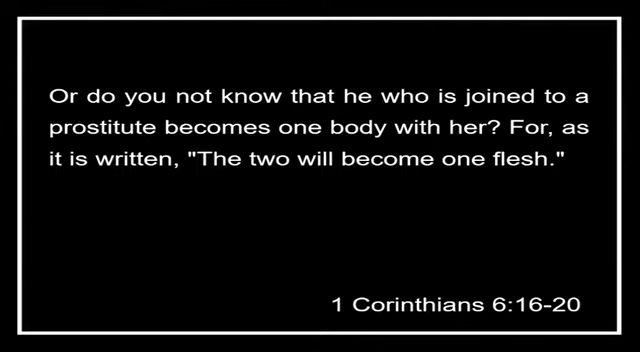 Or do you not know that he who is joined to a
prostitute becomes one body with her? For, as
it is written, "The two will become one flesh."
1 Corinthians 6:16-20